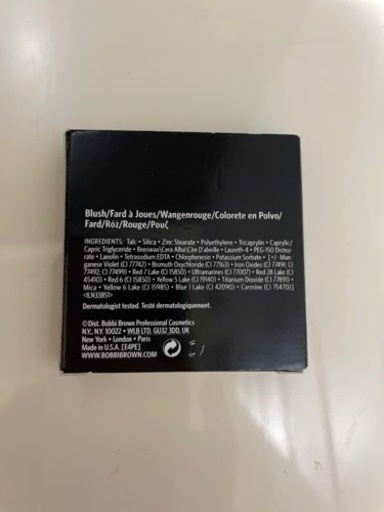 Blush/Fard à Joues/Wangenrouge/Colorete en Polvo/
Fard/Róż/Rouge/Ρουζ
INGREDIENTS: Talc • Silica • Zinc Stearate • Polyethylene • Tricaprylin • Caprylic/
Capric Triglyceride • Beeswax\Cera Alba\Cire D'abeille • Laureth-4 • PEG-150 Distea-
rate • Lanolin • Tetrasodium EDTA • Chlorphenesin • Potassium Sorbate • [+/- Man-
ganese Violet (CI 77742) • Bismuth Oxychloride (CI 77163) • Iron Oxides (CI 77491, CI
77492, CI 77499) • Red 7 Lake (CI 15850) • Ultramarines (CI 77007) • Red 28 Lake (CI
45410) • Red 6 (CI 15850) • Yellow 5 Lake (CI 19140) • Titanium Dioxide (CI 77891) •
Mica • Yellow 6 Lake (CI 15985) • Blue 1 Lake (CI 42090) • Carmine (CI 75470)]
<ILN33851>
Dermatologist tested. Testé dermatologiquement.
©Dist. Bobbi Brown Professional Cosmetics
N.Y., N.Y. 10022 • WLB LTD, GU32 3DD, UK
New York • London • Paris
Made in U.S.A. [E4PE]
WWW.BOBBIBROWN.COM